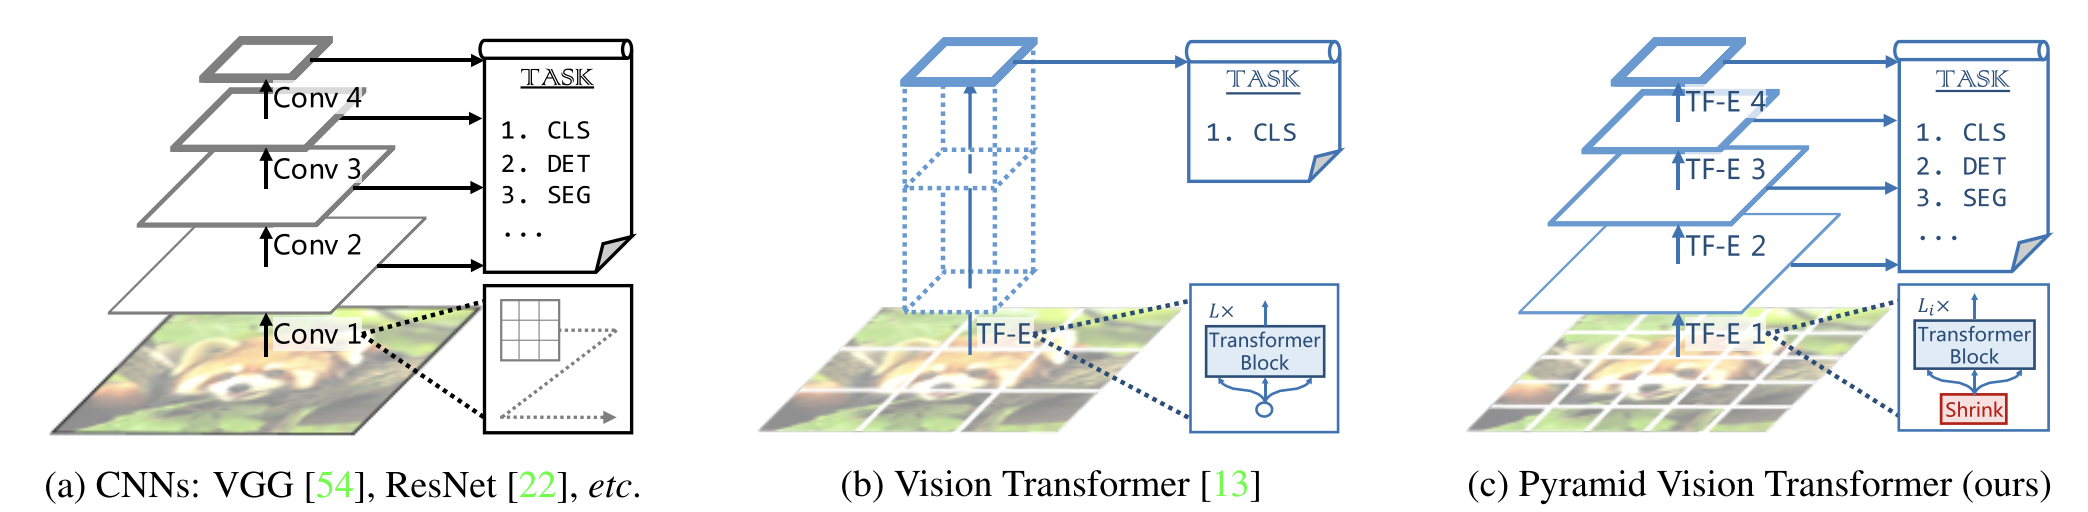 TASK
1. CLS
2. DET
3. SEG
...
Conv 4
Conv 3
Conv 2
Conv 1
(a) CNNs: VGG [54], ResNet [22], etc.
TASK
1. CLS
TF-E
L×
Transformer
Block
(b) Vision Transformer [13]
TASK
1. CLS
2. DET
3. SEG
...
TF-E 4
TF-E 3
TF-E 2
TF-E 1
Lᵢ×
Transformer
Block
Shrink
(c) Pyramid Vision Transformer (ours)